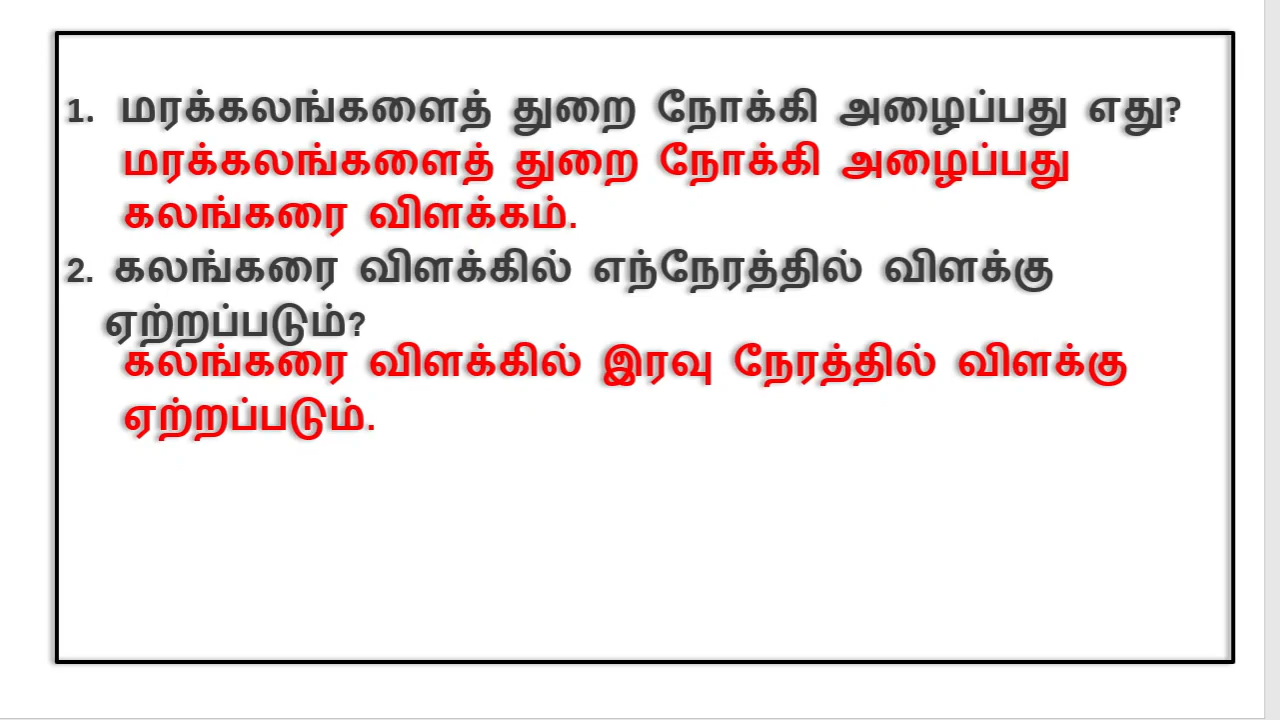 1. மரக்கலங்களைத் துறை நோக்கி அழைப்பது எது?
மரக்கலங்களைத் துறை நோக்கி அழைப்பது
கலங்கரை விளக்கம்.
2. கலங்கரை விளக்கில் எந்நேரத்தில் விளக்கு
ஏற்றப்படும்?
கலங்கரை விளக்கில் இரவு நேரத்தில் விளக்கு
ஏற்றப்படும்.